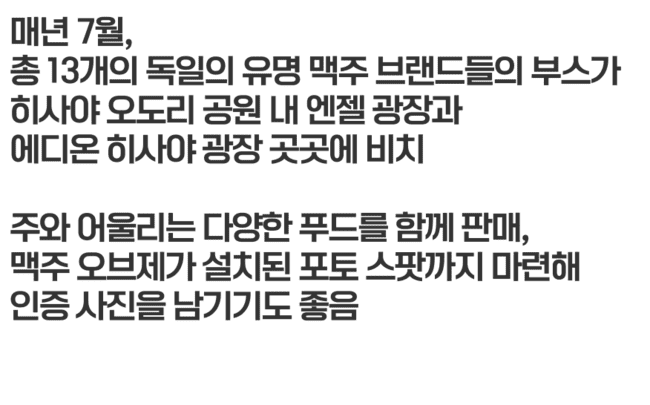 매년 7월,
총 13개의 독일의 유명 맥주 브랜드들의 부스가
히사야 오도리 공원 내 엔젤 광장과
에디온 히사야 광장 곳곳에 비치
주와 어울리는 다양한 푸드를 함께 판매,
맥주 오브제가 설치된 포토 스팟까지 마련해
인증 사진을 남기기도 좋음